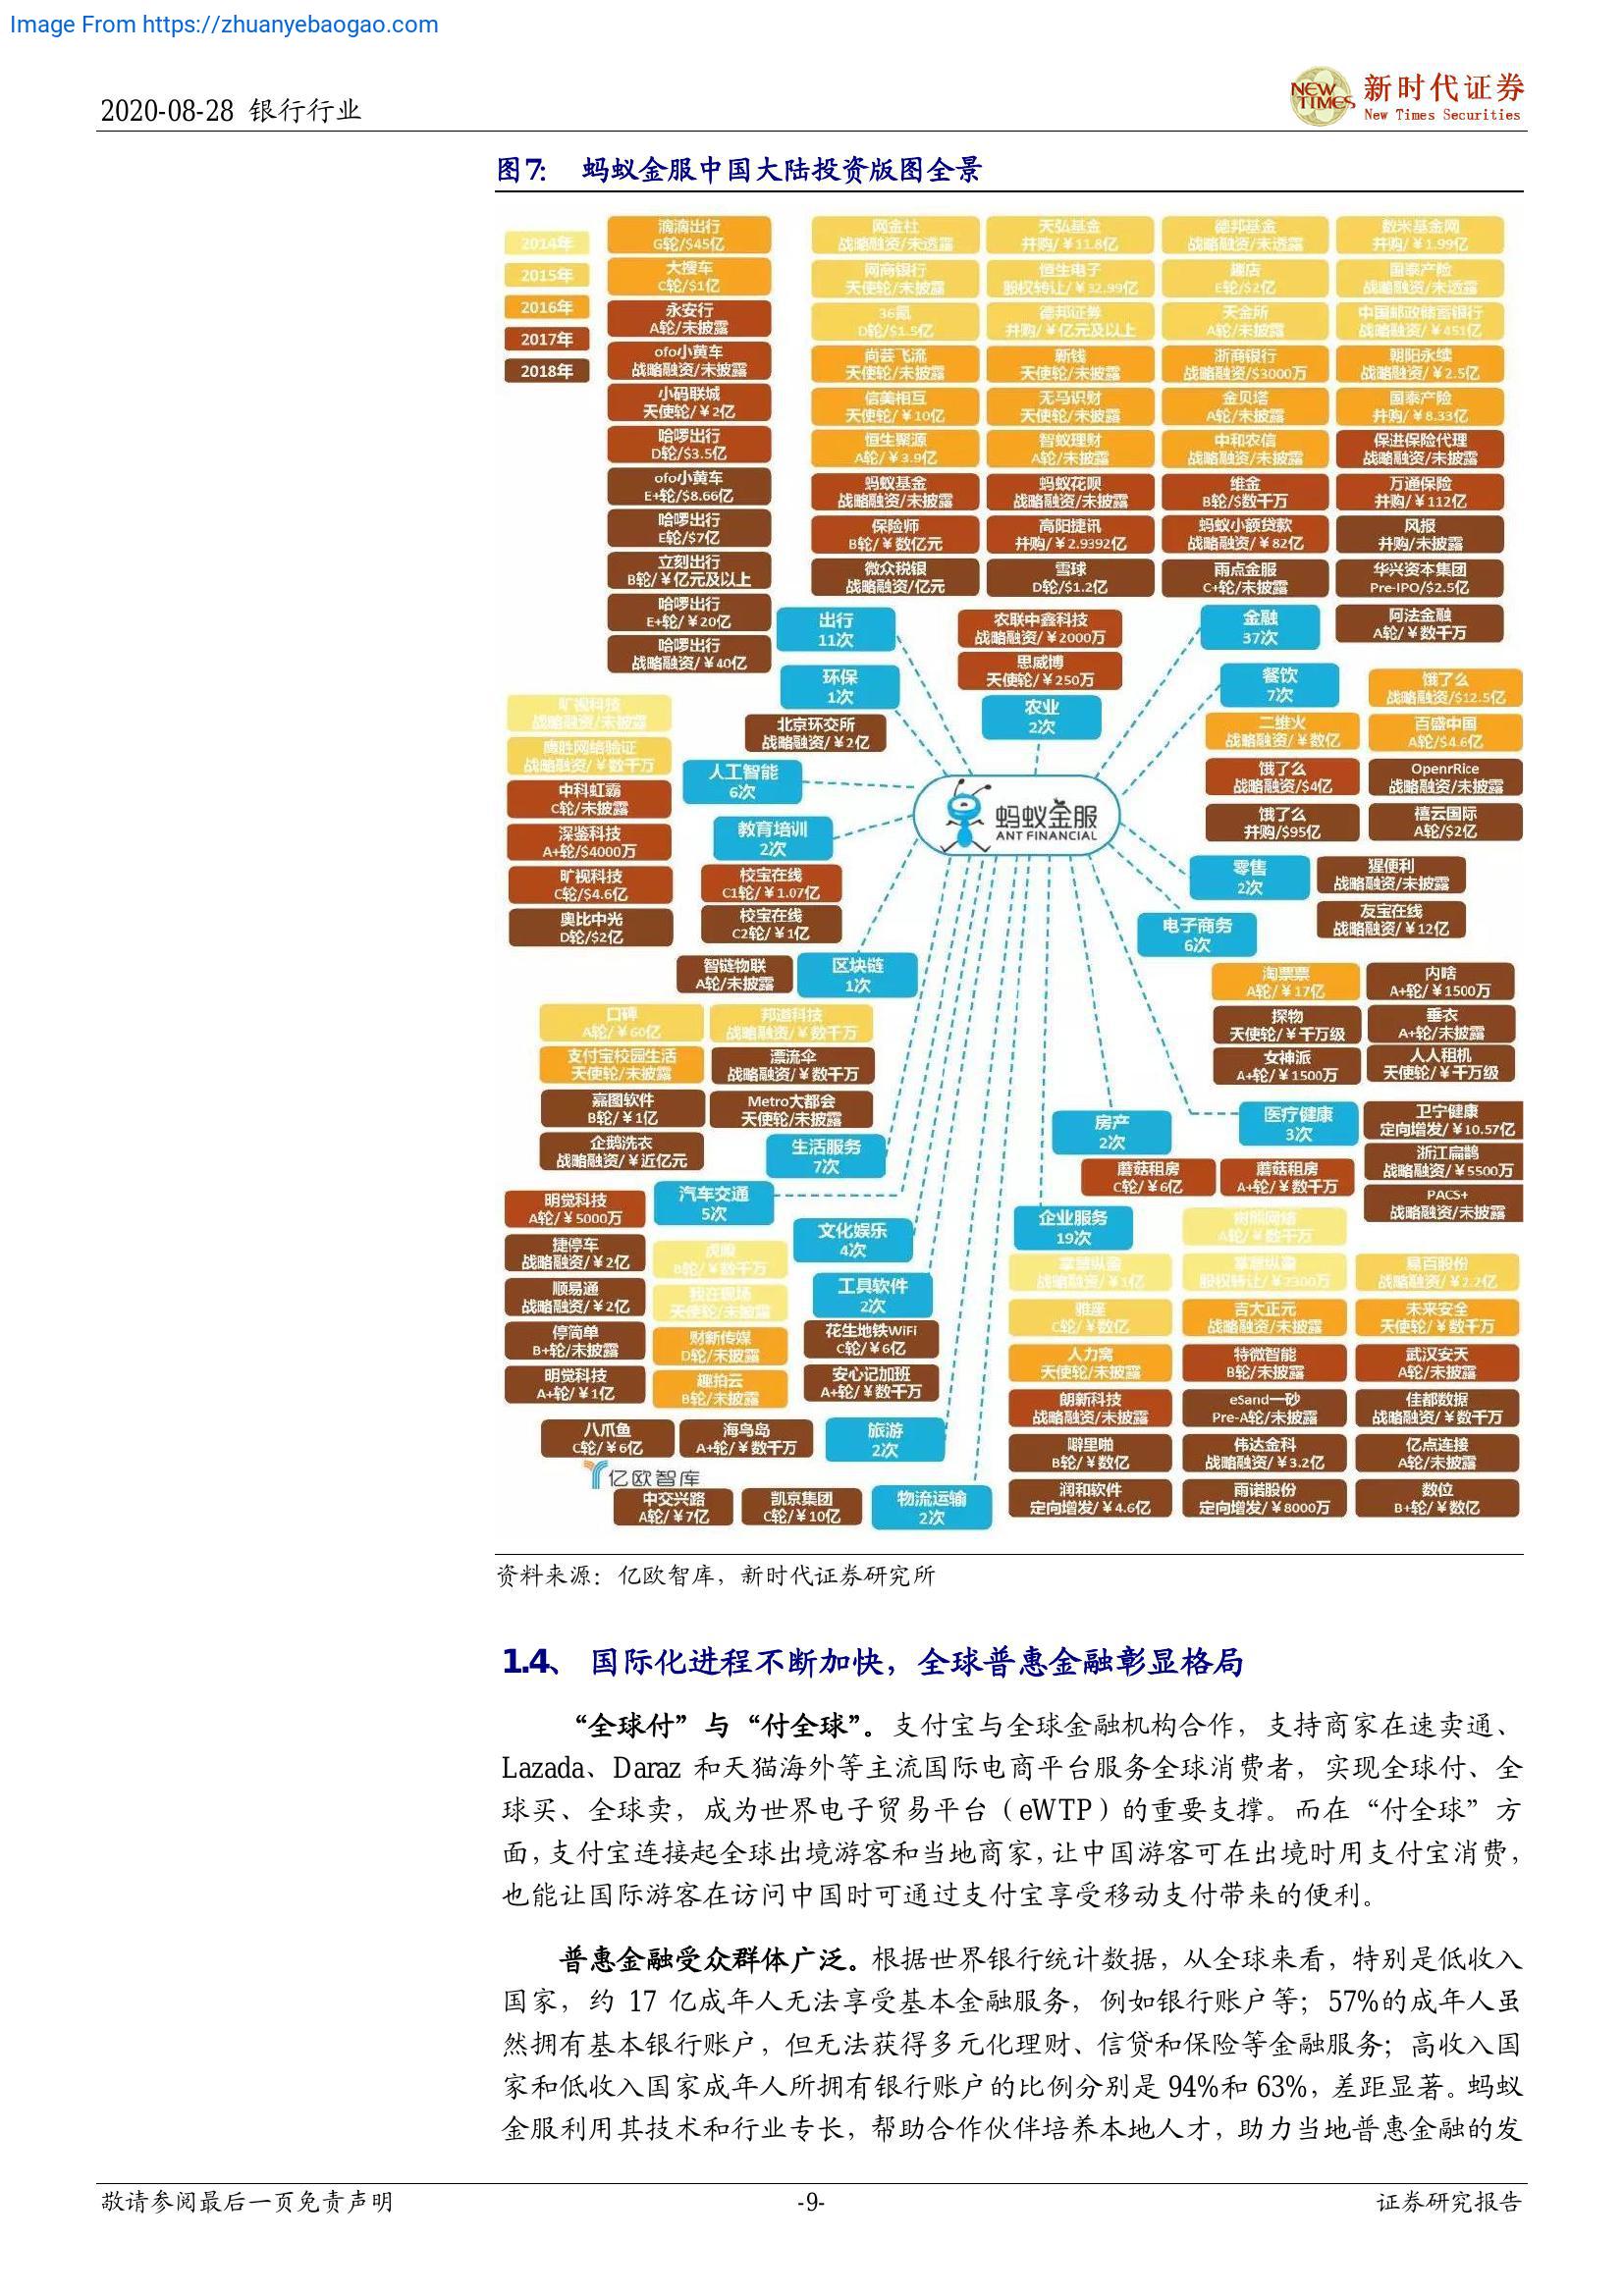 Image From https://zhuanyebaogao.com
2020-08-28 银行行业
NEW TIMES
新时代证券
New Times Securities
图7： 蚂蚁金服中国大陆投资版图全景
2014年
2015年
2016年
2017年
2018年
滴滴出行
G轮/$45亿
大搜车
C轮/$1亿
永安行
A轮/未披露
ofo小黄车
战略融资/未披露
小码联城
天使轮/￥2亿
哈啰出行
D轮/$3.5亿
ofo小黄车
E+轮/$8.66亿
哈啰出行
E轮/$7亿
立刻出行
B轮/￥亿元及以上
哈啰出行
E+轮/￥20亿
哈啰出行
战略融资/￥40亿
出行
11次
网金社
战略融资/未透露
天弘基金
并购/￥11.8亿
德邦基金
战略融资/未透露
数米基金网
并购/￥1.99亿
网商银行
天使轮/未披露
恒生电子
股权转让/￥32.99亿
趣店
E轮/$2亿
国泰产险
战略融资/未透露
36氪
D轮/$1.5亿
德邦证券
并购/￥亿元及以上
天金所
A轮/未披露
中国邮政储蓄银行
战略融资/￥451亿
尚芸飞流
天使轮/未披露
新钱
天使轮/未披露
浙商银行
战略融资/$3000万
朝阳永续
战略融资/￥2.5亿
信美相互
天使轮/￥10亿
无马识财
天使轮/未披露
金贝塔
A轮/未披露
国泰产险
并购/￥8.33亿
恒生聚源
A轮/￥3.9亿
智蚁理财
A轮/未披露
中和农信
战略融资/未披露
保进保险代理
战略融资/未披露
蚂蚁基金
战略融资/未披露
蚂蚁花呗
战略融资/未披露
维金
B轮/$数千万
万通保险
并购/￥112亿
保险师
B轮/￥数亿元
高阳捷讯
并购/￥2.9392亿
蚂蚁小额贷款
战略融资/￥82亿
风报
并购/未披露
微众税银
战略融资/亿元
雪球
D轮/$1.2亿
雨点金服
C+轮/未披露
华兴资本集团
Pre-IPO/$2.5亿
阿法金融
A轮/￥数千万
金融
37次
农联中鑫科技
战略融资/￥2000万
思威博
天使轮/￥250万
农业
2次
环保
1次
北京环交所
战略融资/￥2亿
餐饮
7次
饿了么
战略融资/$12.5亿
二维火
战略融资/￥数亿
百盛中国
A轮/$4.6亿
饿了么
战略融资/$4亿
OpenrRice
战略融资/未披露
饿了么
并购/$95亿
禧云国际
A轮/$2亿
旷视科技
战略融资/未披露
鹰胜网络验证
战略融资/￥数千万
中科虹霸
C轮/未披露
深鉴科技
A+轮/$4000万
旷视科技
C轮/$4.6亿
奥比中光
D轮/$2亿
人工智能
6次
教育培训
2次
校宝在线
C1轮/￥1.07亿
校宝在线
C2轮/￥1亿
蚂蚁金服
ANT FINANCIAL
零售
2次
猩便利
战略融资/未披露
友宝在线
战略融资/￥12亿
电子商务
6次
淘票票
A轮/￥17亿
内啥
A+轮/￥1500万
探物
天使轮/￥千万级
垂衣
A+轮/未披露
女神派
A+轮/￥1500万
人人租机
天使轮/￥千万级
智链物联
A轮/未披露
区块链
1次
口碑
A轮/￥60亿
邦道科技
战略融资/￥数千万
支付宝校园生活
天使轮/未披露
漂流伞
战略融资/￥数千万
嘉图软件
B轮/￥1亿
Metro大都会
天使轮/未披露
企鹅洗衣
战略融资/￥近亿元
生活服务
7次
房产
2次
蘑菇租房
C轮/￥6亿
蘑菇租房
A+轮/￥数千万
医疗健康
3次
卫宁健康
定向增发/￥10.57亿
浙江扁鹊
战略融资/￥5500万
PACS+
战略融资/未披露
汽车交通
5次
明觉科技
A轮/￥5000万
捷停车
战略融资/￥2亿
顺易通
战略融资/￥2亿
停简单
B+轮/未披露
明觉科技
A+轮/￥1亿
文化娱乐
4次
虎嗅
B轮/￥数千万
我在现场
天使轮/未披露
财新传媒
D轮/未披露
趣拍云
B轮/未披露
工具软件
2次
花生地铁WiFi
C轮/￥6亿
安心记加班
A+轮/￥数千万
企业服务
19次
树熊网络
A轮/￥数千万
掌慧纵盈
战略融资/￥1亿
掌慧纵盈
股权转让/￥2300万
易百股份
战略融资/￥2.2亿
雅座
C轮/￥数亿
吉大正元
战略融资/未披露
未来安全
天使轮/￥数千万
人力窝
天使轮/未披露
特微智能
B轮/未披露
武汉安天
A轮/未披露
朗新科技
战略融资/未披露
eSand一砂
Pre-A轮/未披露
佳都数据
战略融资/￥数千万
噼里啪
B轮/￥数亿
伟达金科
战略融资/￥3.2亿
亿点连接
A轮/未披露
润和软件
定向增发/￥4.6亿
雨诺股份
定向增发/￥8000万
数位
B+轮/￥数亿
八爪鱼
C轮/￥6亿
海鸟岛
A+轮/￥数千万
旅游
2次
亿欧智库
中交兴路
A轮/￥7亿
凯京集团
C轮/￥10亿
物流运输
2次
资料来源：亿欧智库，新时代证券研究所
1.4、 国际化进程不断加快，全球普惠金融彰显格局
“全球付”与“付全球”。支付宝与全球金融机构合作，支持商家在速卖通、
Lazada、Daraz 和天猫海外等主流国际电商平台服务全球消费者，实现全球付、全
球买、全球卖，成为世界电子贸易平台（eWTP）的重要支撑。而在“付全球”方
面，支付宝连接起全球出境游客和当地商家，让中国游客可在出境时用支付宝消费，
也能让国际游客在访问中国时可通过支付宝享受移动支付带来的便利。
普惠金融受众群体广泛。根据世界银行统计数据，从全球来看，特别是低收入
国家，约 17 亿成年人无法享受基本金融服务，例如银行账户等；57%的成年人虽
然拥有基本银行账户，但无法获得多元化理财、信贷和保险等金融服务；高收入国
家和低收入国家成年人所拥有银行账户的比例分别是 94%和 63%，差距显著。蚂蚁
金服利用其技术和行业专长，帮助合作伙伴培养本地人才，助力当地普惠金融的发
敬请参阅最后一页免责声明
-9-
证券研究报告